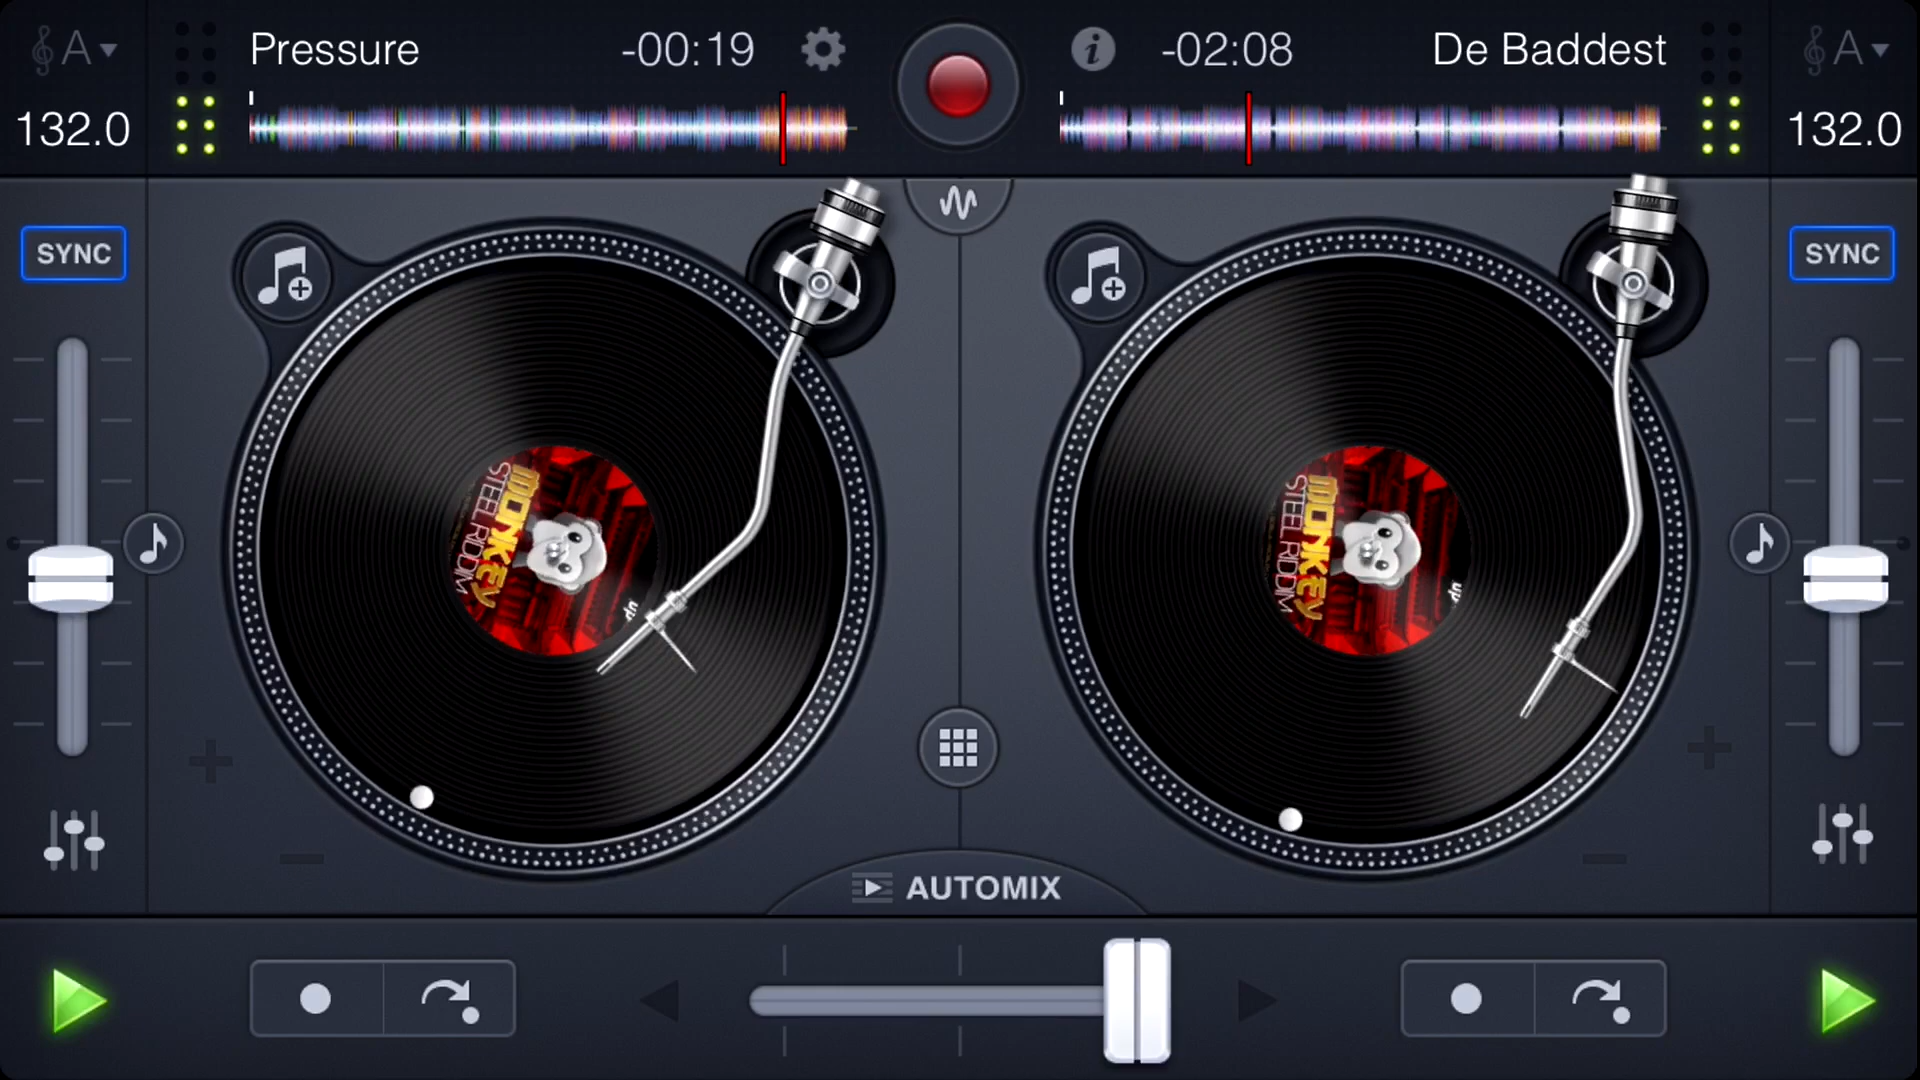 A
Pressure
-00:19
-02:08
De Baddest
A
132.0
132.0
SYNC
SYNC
MONKEY
STEEL RIDDIM
MONKEY
STEEL RIDDIM
AUTOMIX